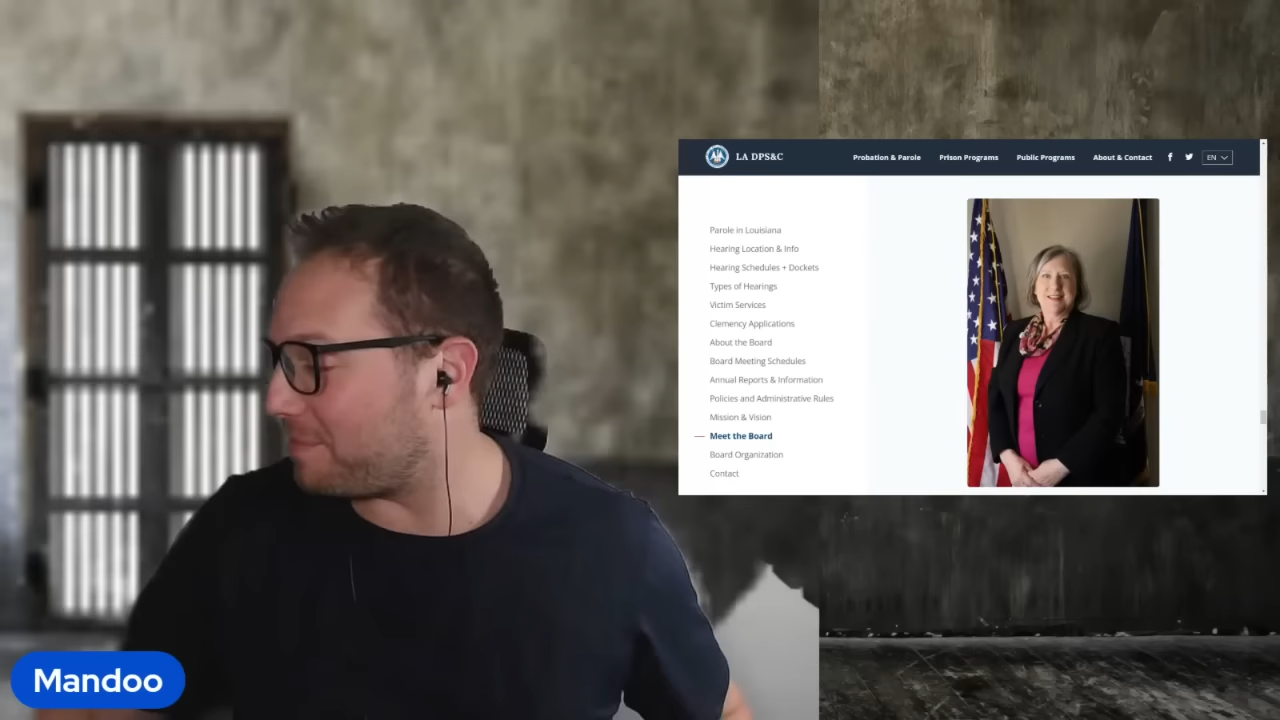 LA DPS&C
Probation & Parole Prison Programs Public Programs About & Contact EN
Parole in Louisiana
Hearing Location & Info
Hearing Schedules + Dockets
Types of Hearings
Victim Services
Clemency Applications
About the Board
Board Meeting Schedules
Annual Reports & Information
Policies and Administrative Rules
Mission & Vision
Meet the Board
Board Organization
Contact
Mandoo